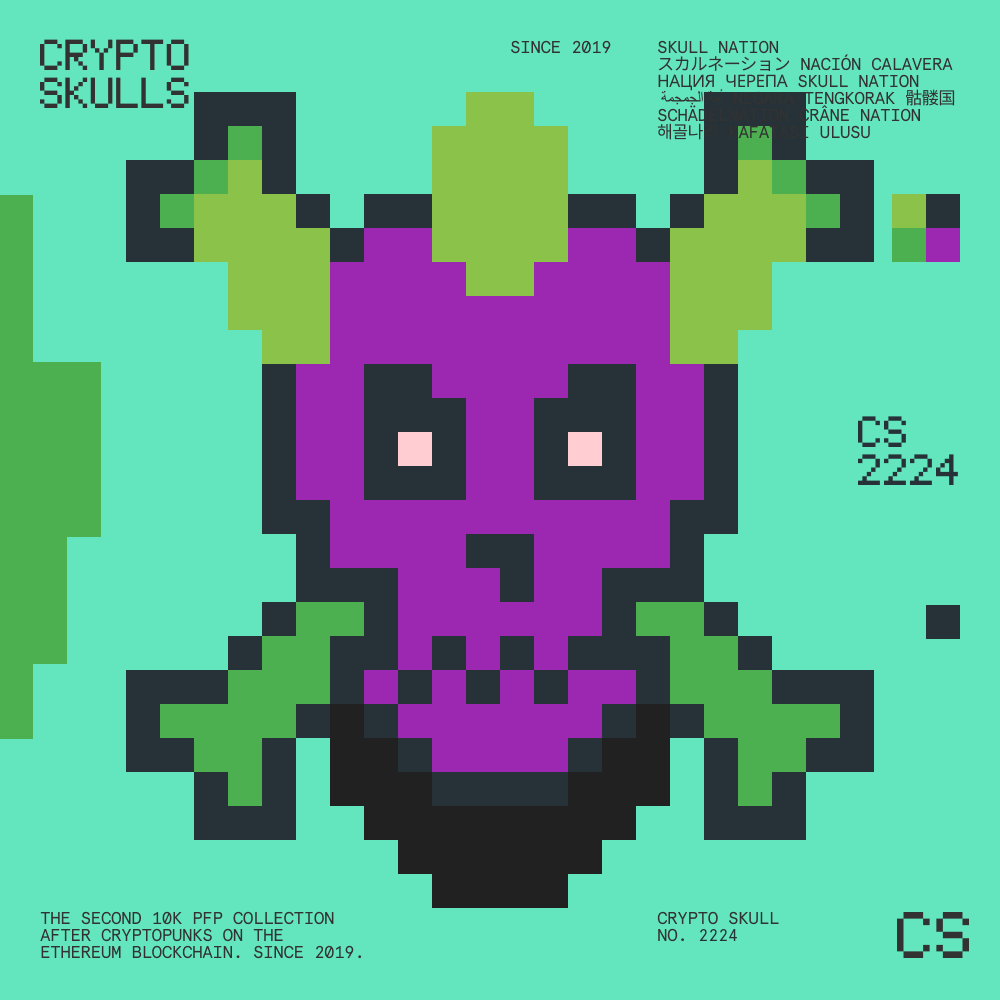 CRYPTO
SKULLS
SINCE 2019
SKULL NATION
スカルネーション NACIÓN CALAVERA
НАЦИЯ ЧЕРЕПА SKULL NATION
الجمجمة TENGKORAK 骷髅国
CRÂNE NATION
해골나 ULUSU
CS
2224
THE SECOND 10K PFP COLLECTION
AFTER CRYPTOPUNKS ON THE
ETHEREUM BLOCKCHAIN. SINCE 2019.
CRYPTO SKULL
NO. 2224
CS